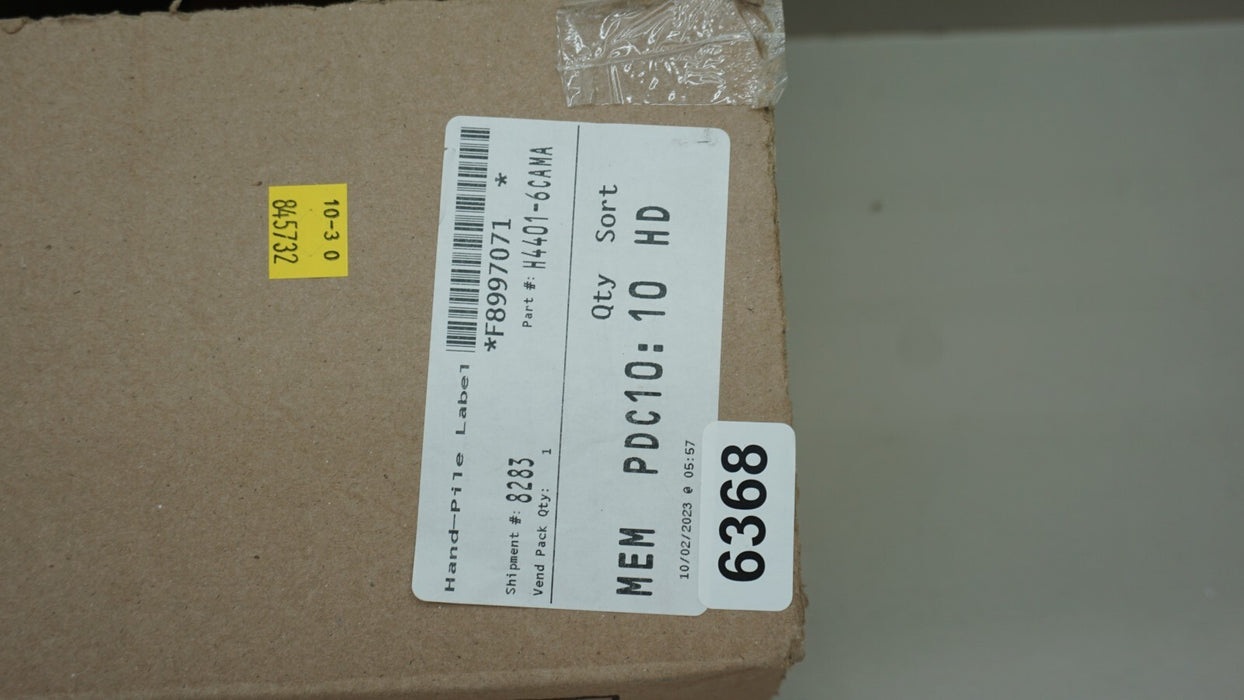 Hand-Pile Label
*F8997071 *
Shipment #: 8283 Part #: H4401-6CAMA
Vend Pack Qty: 1
Qty Sort
MEM PDC10: 10 HD
10/02/2023 @ 05:57
6368
10-3 0
845732